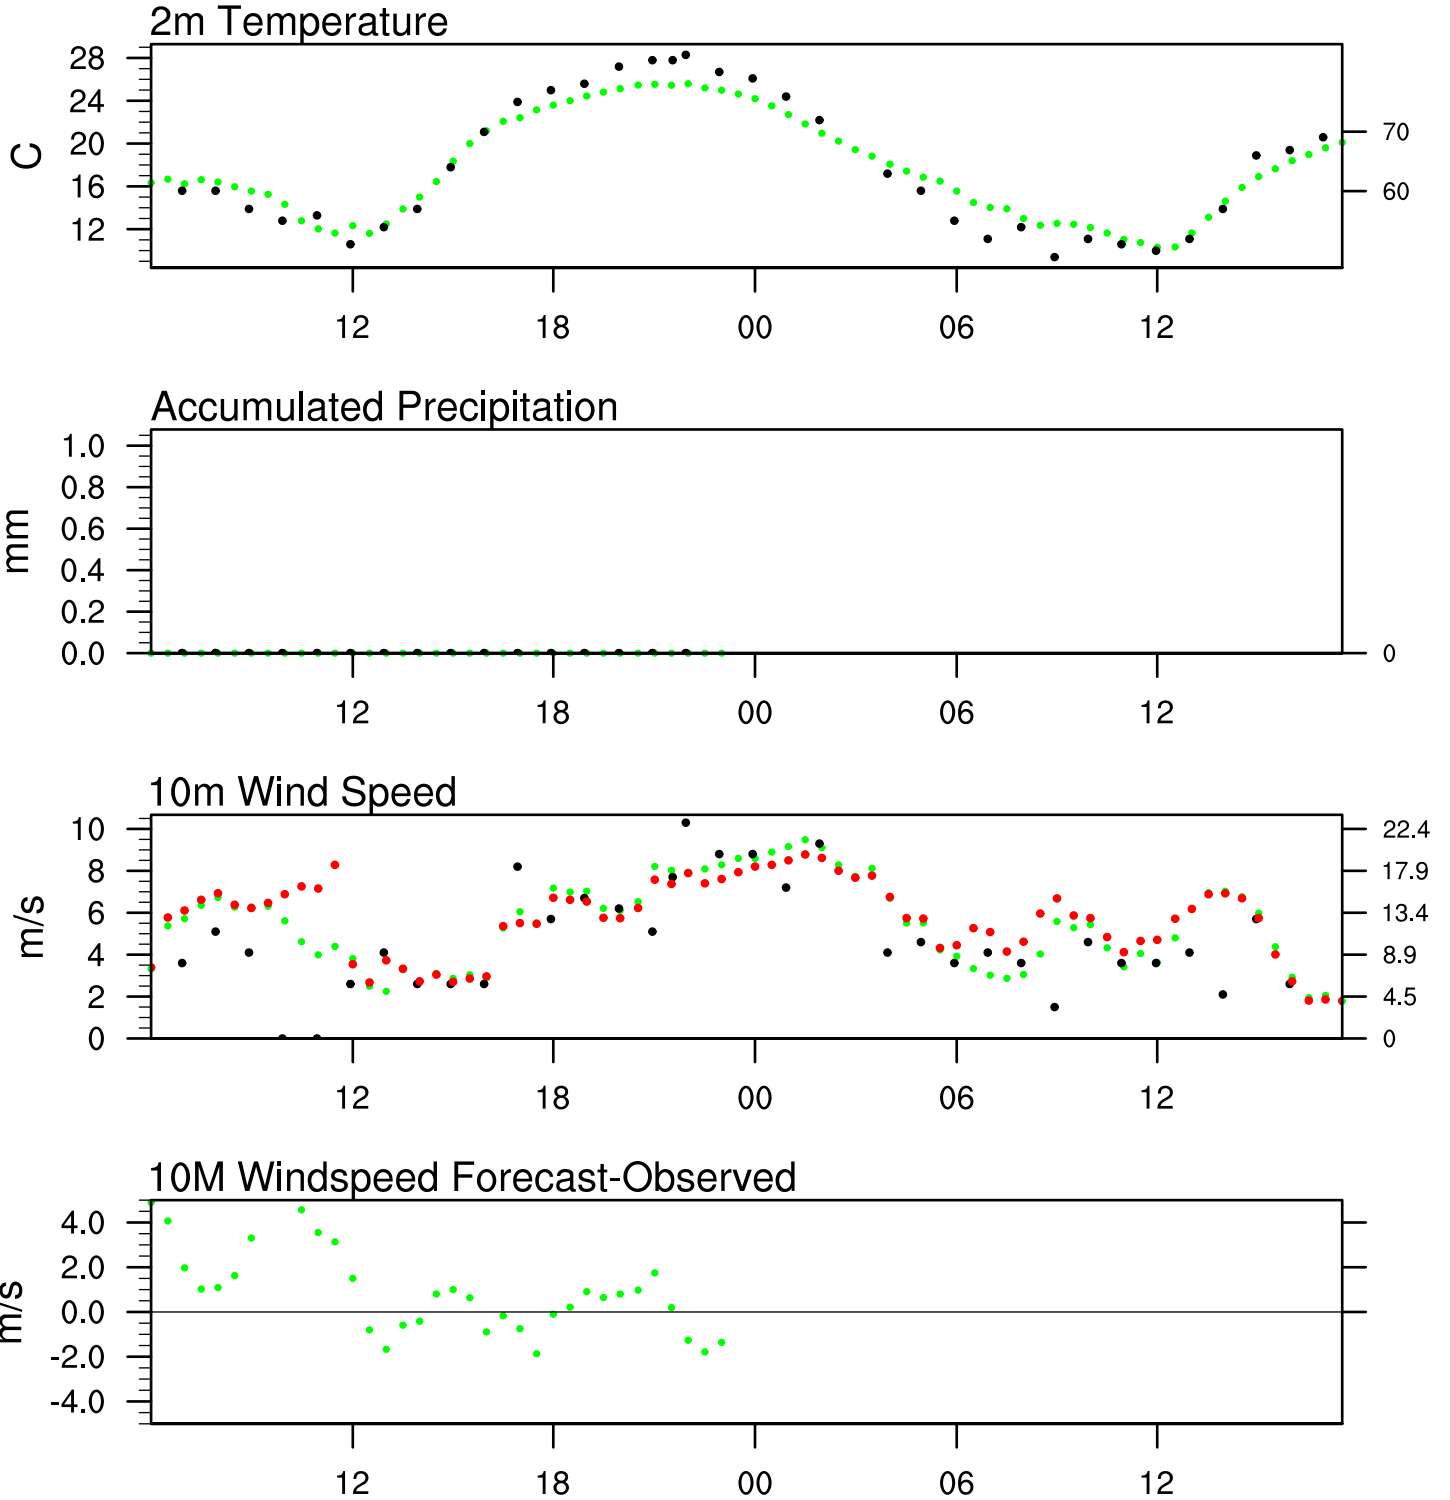 2m Temperature
28
24
20
16
12
C
70
60
12 18 00 06 12
Accumulated Precipitation
1.0
0.8
0.6
0.4
0.2
0.0
mm
0
12 18 00 06 12
10m Wind Speed
10
8
6
4
2
0
m/s
22.4
17.9
13.4
8.9
4.5
0
12 18 00 06 12
10M Windspeed Forecast-Observed
4.0
2.0
0.0
-2.0
-4.0
m/s
12 18 00 06 12